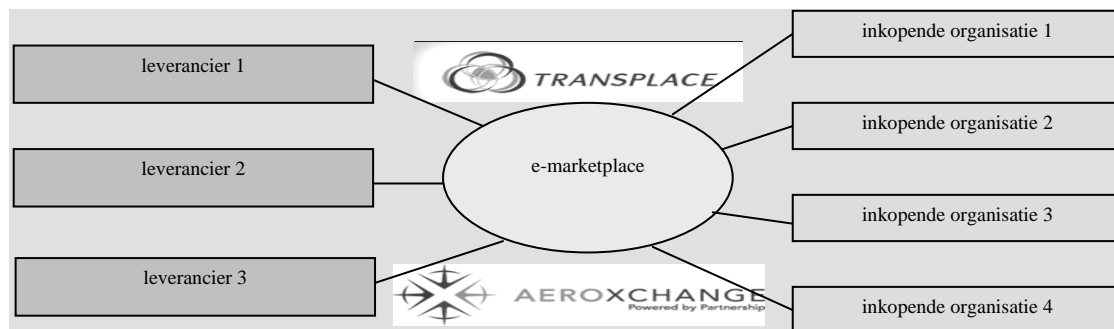 leverancier 1
leverancier 2
leverancier 3
TRANSPLACE
e-marketplace
AEROXCHANGE
Powered by Partnership
inkopende organisatie 1
inkopende organisatie 2
inkopende organisatie 3
inkopende organisatie 4